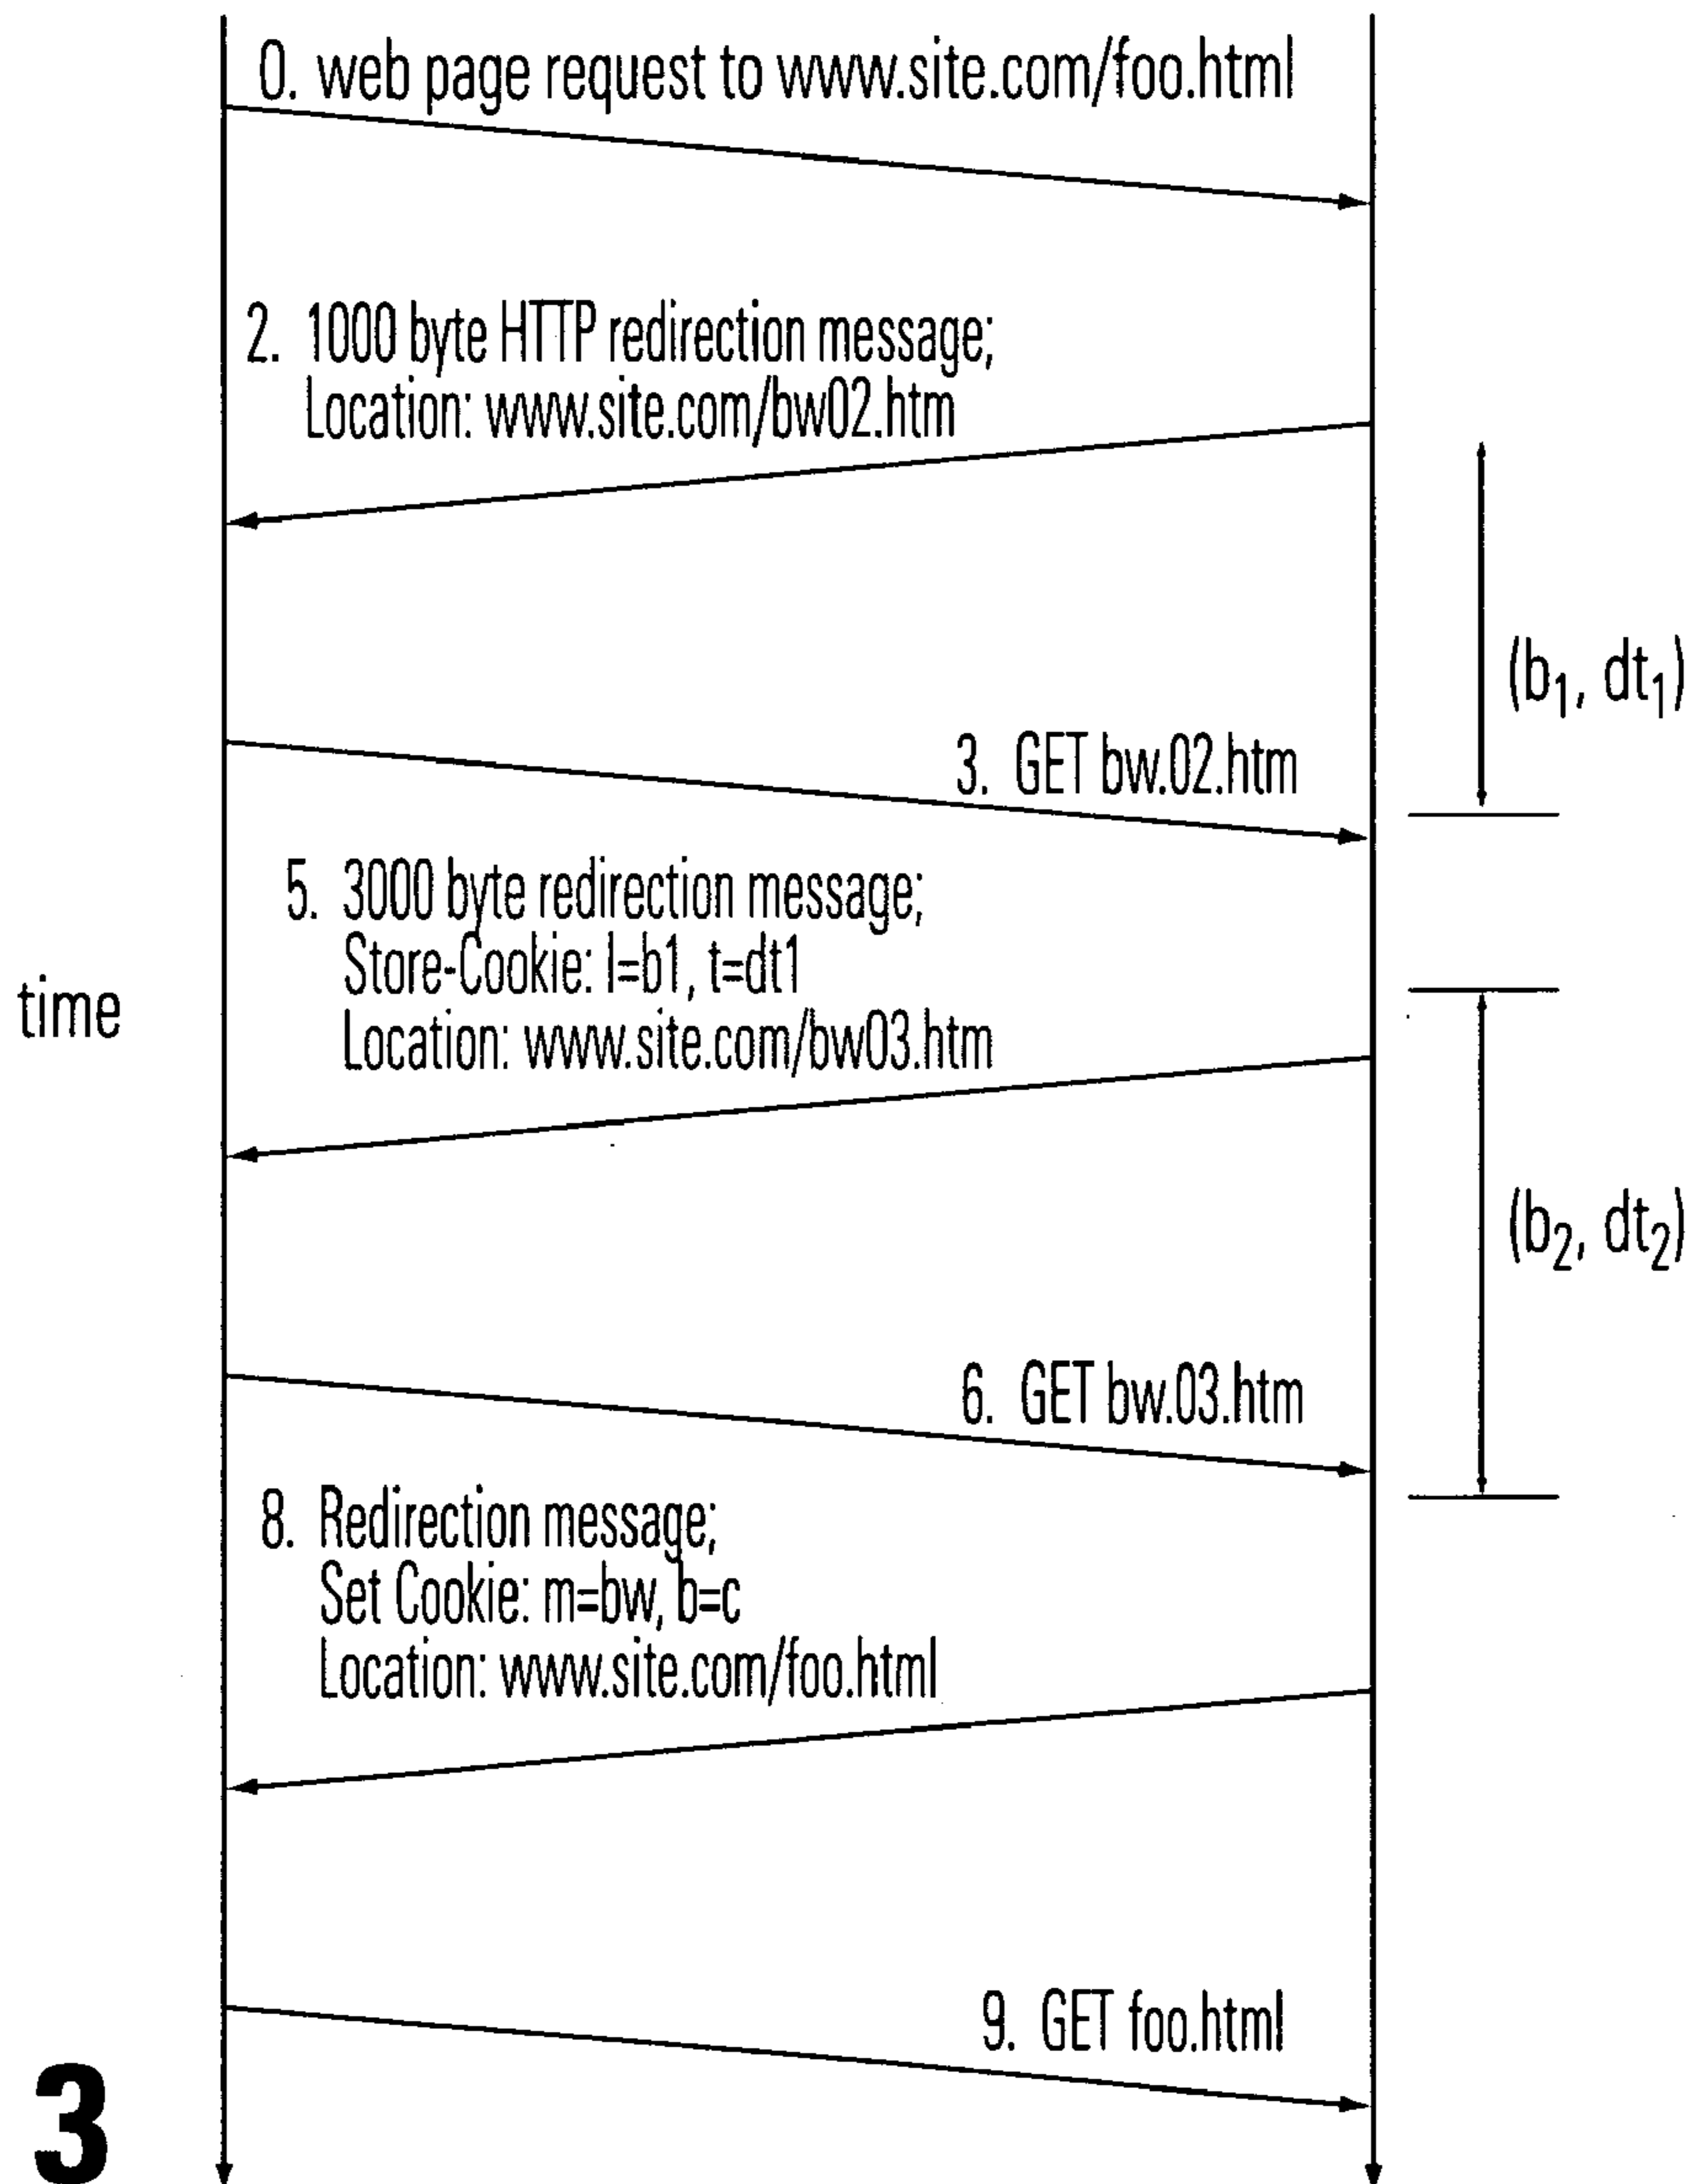 0. web page request to www.site.com/foo.html
2. 1000 byte HTTP redirection message;
Location: www.site.com/bw02.htm
(b1, dt1)
3. GET bw.02.htm
5. 3000 byte redirection message;
Store-Cookie: l=b1, t=dt1
Location: www.site.com/bw03.htm
time
(b2, dt2)
6. GET bw.03.htm
8. Redirection message;
Set Cookie: m=bw, b=c
Location: www.site.com/foo.html
9. GET foo.html
3